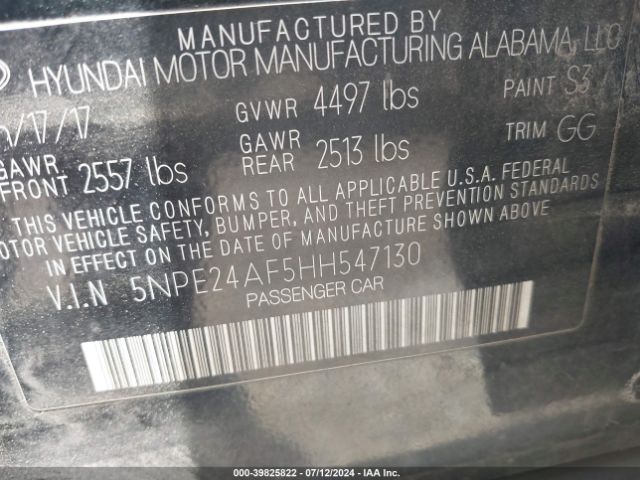 MANUFACTURED BY
HYUNDAI MOTOR MANUFACTURING ALABAMA, LLC
/17/17 GVWR 4497 lbs PAINT S3
GAWR FRONT 2557 lbs GAWR REAR 2513 lbs TRIM GG
THIS VEHICLE CONFORMS TO ALL APPLICABLE U.S.A. FEDERAL
MOTOR VEHICLE SAFETY, BUMPER, AND THEFT PREVENTION STANDARDS
IN EFFECT ON THE DATE OF MANUFACTURE SHOWN ABOVE
V.I.N 5NPE24AF5HH547130
PASSENGER CAR
000-39825822 - 07/12/2024 - IAA Inc.